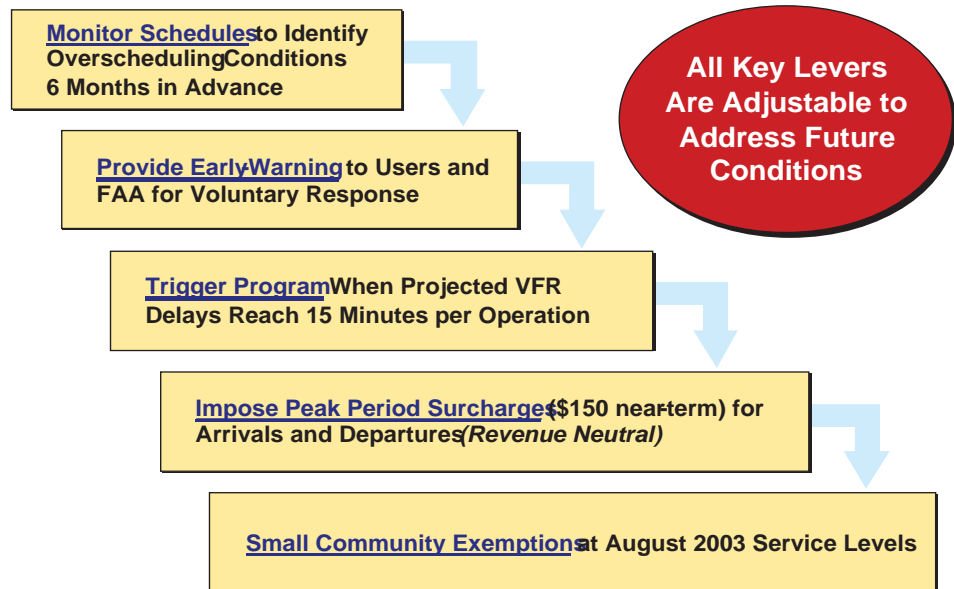 Monitor Schedules to Identify
Overscheduling Conditions
6 Months in Advance
All Key Levers
Are Adjustable to
Address Future
Conditions
Provide Early-Warning to Users and
FAA for Voluntary Response
Trigger Program When Projected VFR
Delays Reach 15 Minutes per Operation
Impose Peak Period Surcharges ($150 near-term) for
Arrivals and Departures (Revenue Neutral)
Small Community Exemptions at August 2003 Service Levels